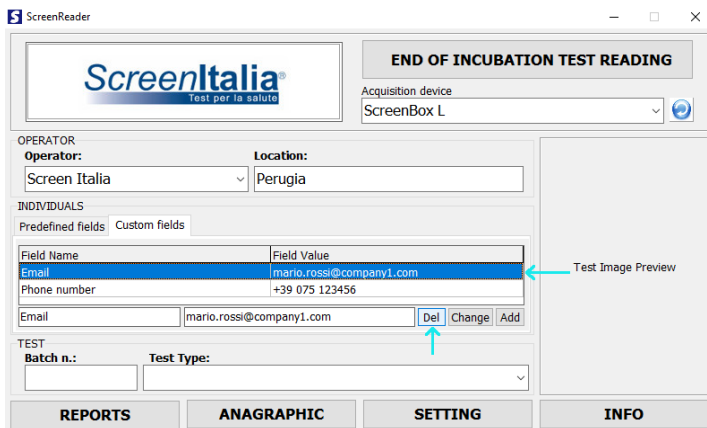 ScreenReader
ScreenItalia®
Test per la salute
END OF INCUBATION TEST READING
Acquisition device
ScreenBox L
OPERATOR
Operator: Location:
Screen Italia Perugia
INDIVIDUALS
Predefined fields Custom fields
Field Name Field Value
Email mario.rossi@company1.com
Phone number +39 075 123456
Email mario.rossi@company1.com Del Change Add
Test Image Preview
TEST
Batch n.: Test Type:
REPORTS ANAGRAPHIC SETTING INFO